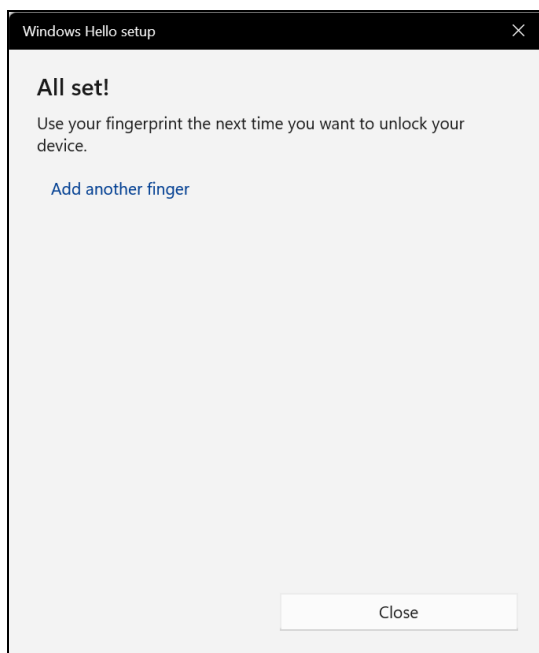 Windows Hello setup
All set!
Use your fingerprint the next time you want to unlock your
device.
Add another finger
Close